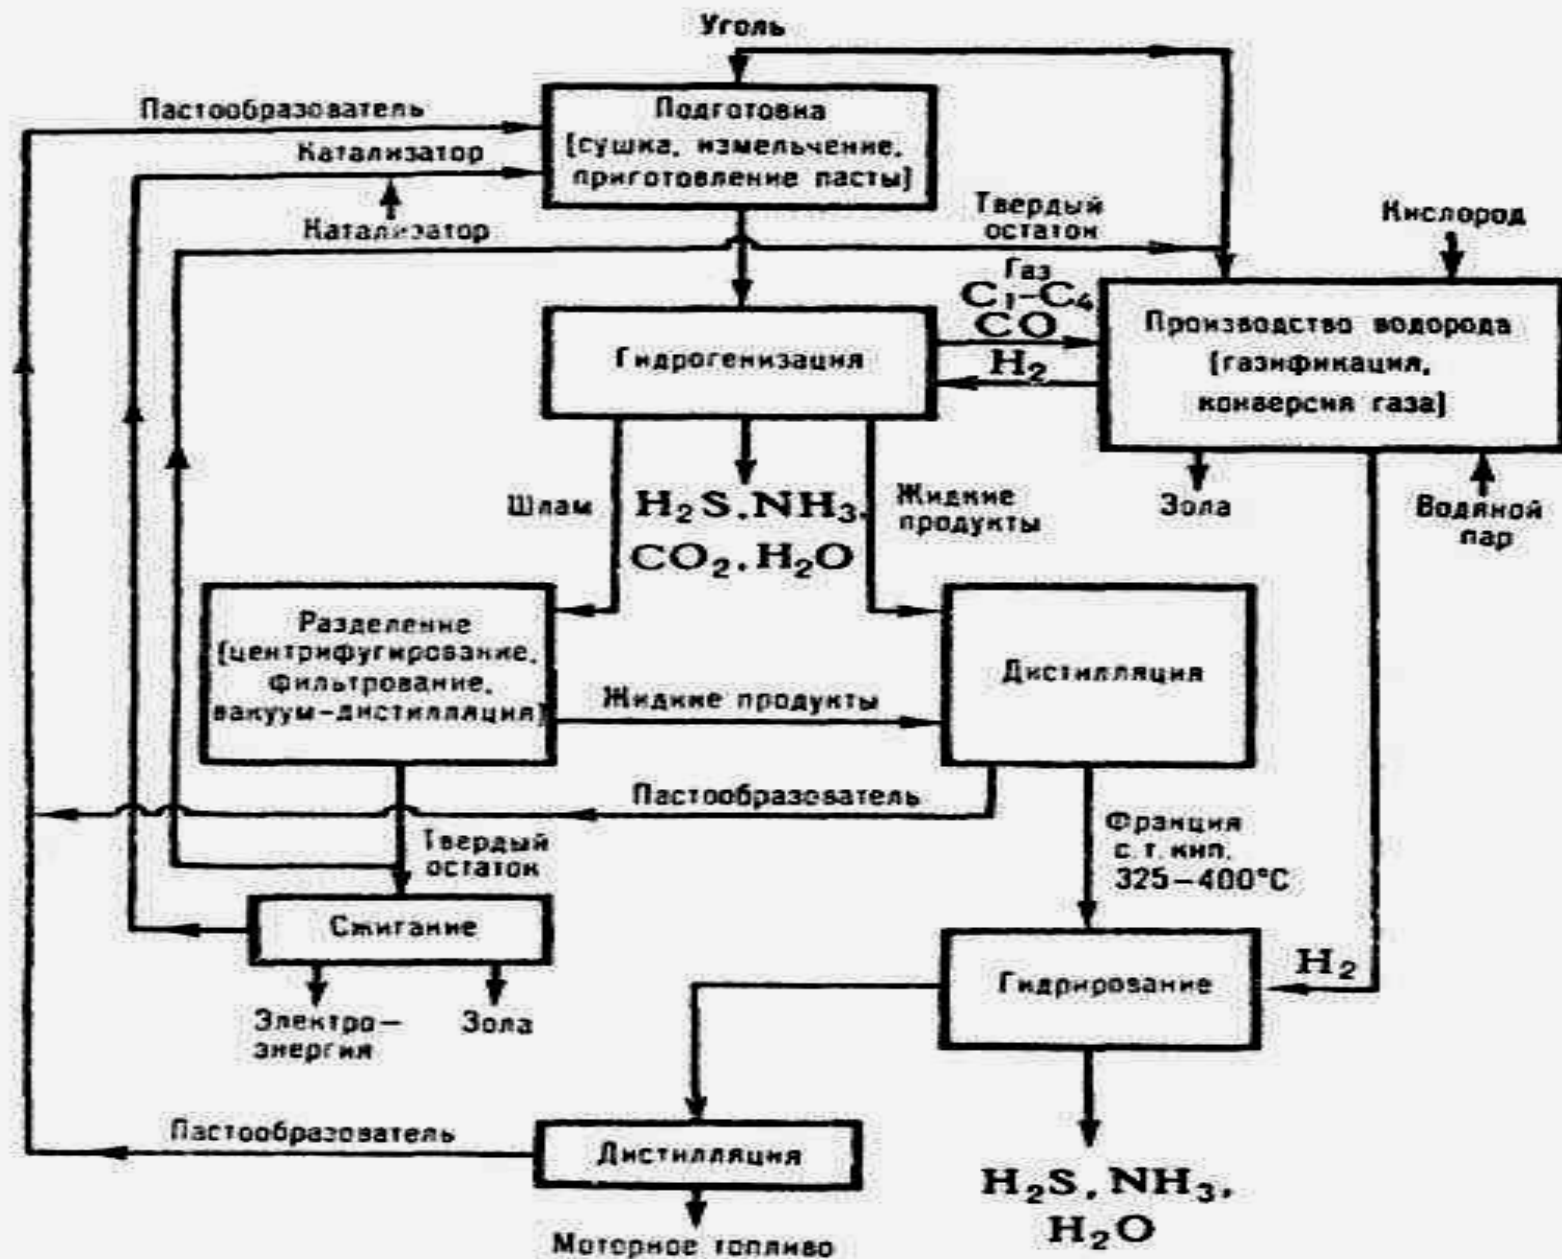 Уголь
Пастообразователь
Подготовка
[сушка, измельчение,
приготовление пасты]
Катализатор
Катализатор
Твердый
остаток
Кислород
Газ
C₁-C₄
CO
H₂
Гидрогенизация
Производство водорода
[газификация,
конверсия газа]
Шлам
H₂S, NH₃,
CO₂, H₂O
Жидкие
продукты
Зола
Водяной
пар
Разделение
[центрифугирование,
фильтрование,
вакуум-дистилляция]
Жидкие продукты
Дистилляция
Пастообразователь
Твердый
остаток
Франция
с. т. кип.
325–400°C
Сжигание
Электро–
энергия
Зола
Гидрирование
H₂
Пастообразователь
Дистилляция
Моторное топливо
H₂S, NH₃,
H₂O